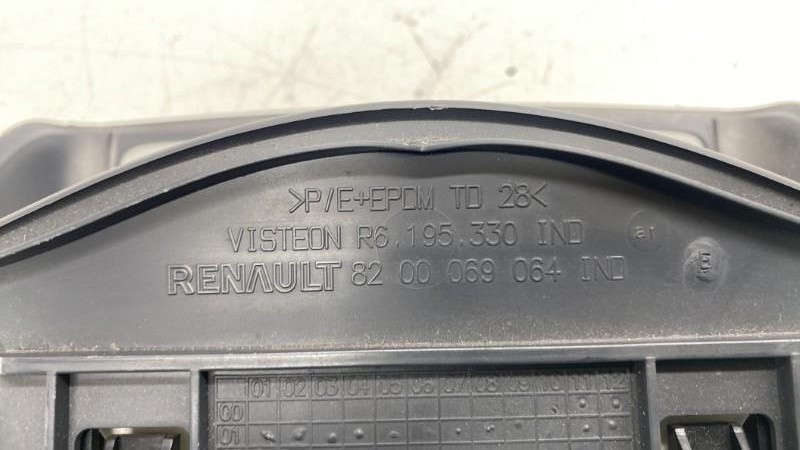 >P/E+EPDM TD 28<
VISTEON R6.195.330 IND
RENAULT 82 00 069 064 IND
01 02 03 04 05 06 07 08 09 10 11 12
00
01